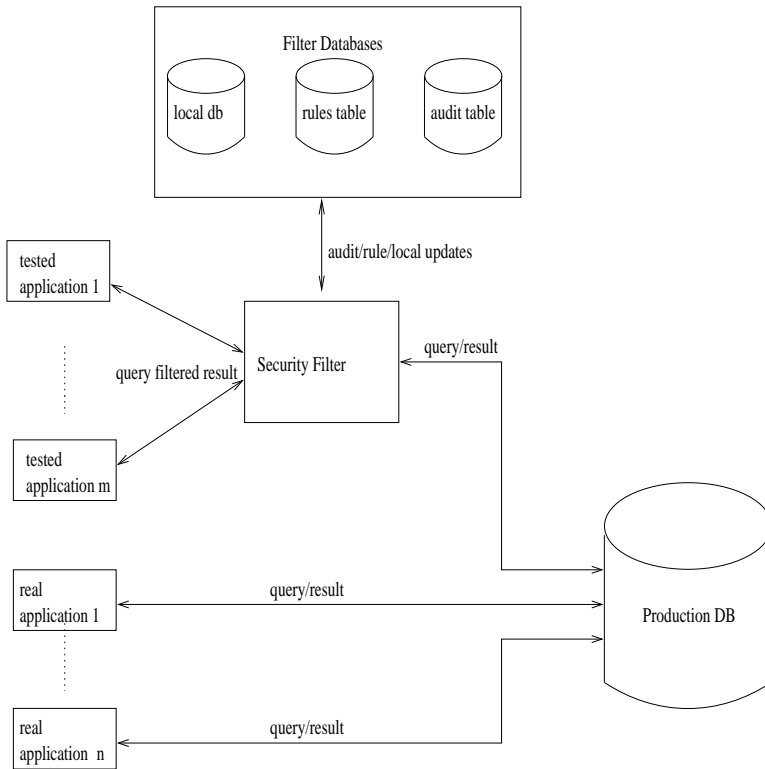 Filter Databases
local db
rules table
audit table
audit/rule/local updates
tested
application 1
query filtered result
Security Filter
query/result
tested
application m
real
application 1
query/result
Production DB
real
application n
query/result